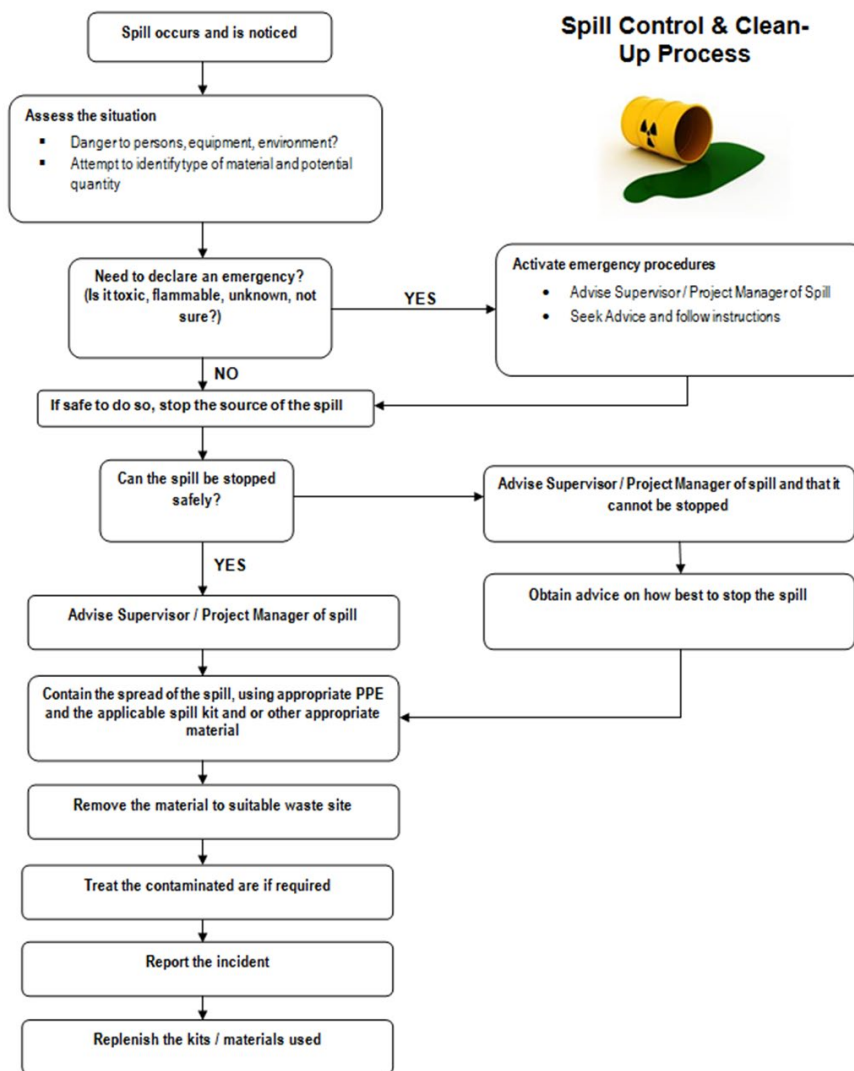 Spill Control & Clean-
Up Process
Spill occurs and is noticed
Assess the situation
▪ Danger to persons, equipment, environment?
▪ Attempt to identify type of material and potential
quantity
Need to declare an emergency?
(Is it toxic, flammable, unknown, not
sure?)
YES
Activate emergency procedures
• Advise Supervisor / Project Manager of Spill
• Seek Advice and follow instructions
NO
If safe to do so, stop the source of the spill
Can the spill be stopped
safely?
Advise Supervisor / Project Manager of spill and that it
cannot be stopped
YES
Obtain advice on how best to stop the spill
Advise Supervisor / Project Manager of spill
Contain the spread of the spill, using appropriate PPE
and the applicable spill kit and or other appropriate
material
Remove the material to suitable waste site
Treat the contaminated are if required
Report the incident
Replenish the kits / materials used